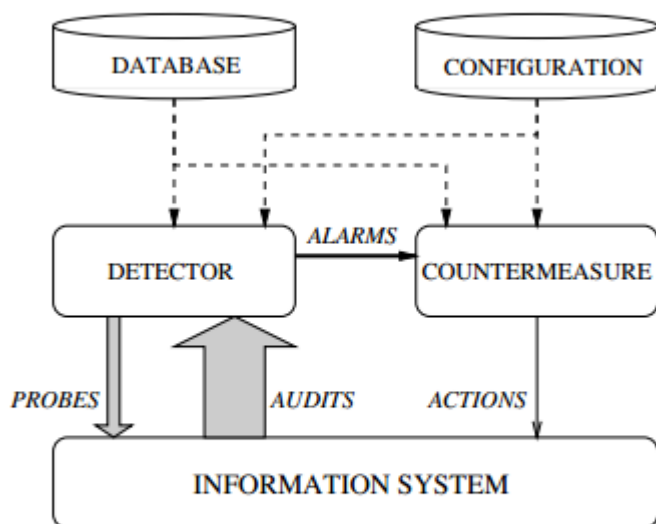 DATABASE
CONFIGURATION
ALARMS
DETECTOR
COUNTERMEASURE
PROBES
AUDITS
ACTIONS
INFORMATION SYSTEM